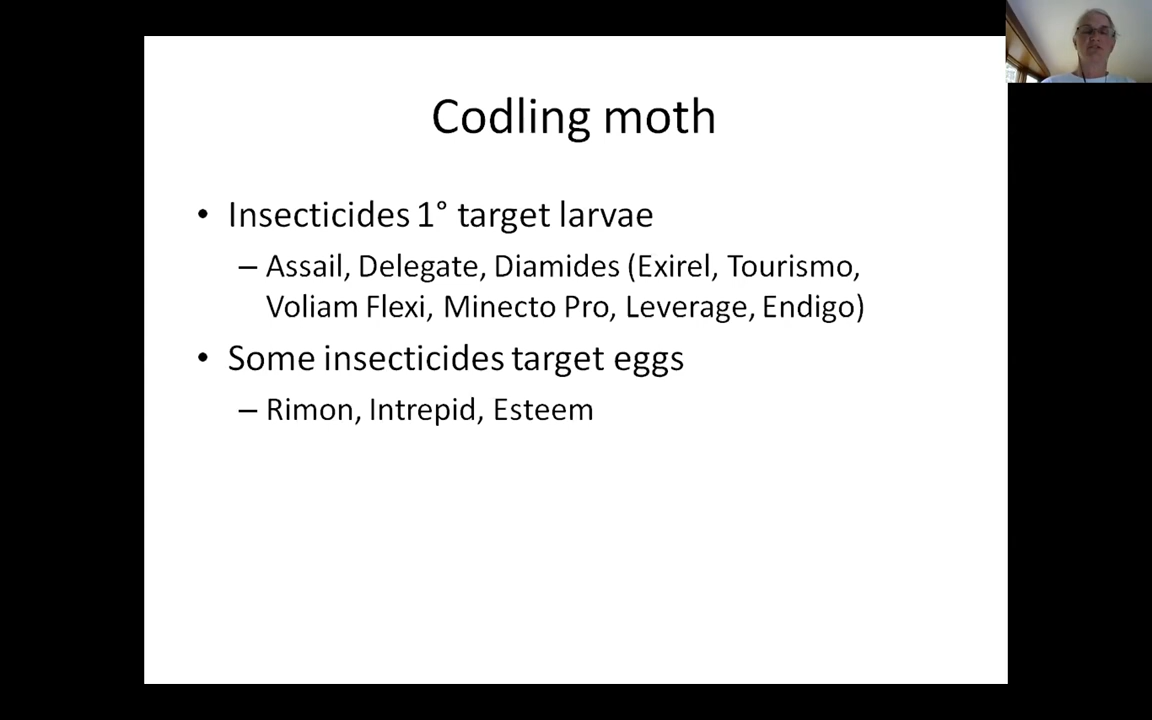 Codling moth
• Insecticides 1° target larvae
– Assail, Delegate, Diamides (Exirel, Tourismo,
Voliam Flexi, Minecto Pro, Leverage, Endigo)
• Some insecticides target eggs
– Rimon, Intrepid, Esteem